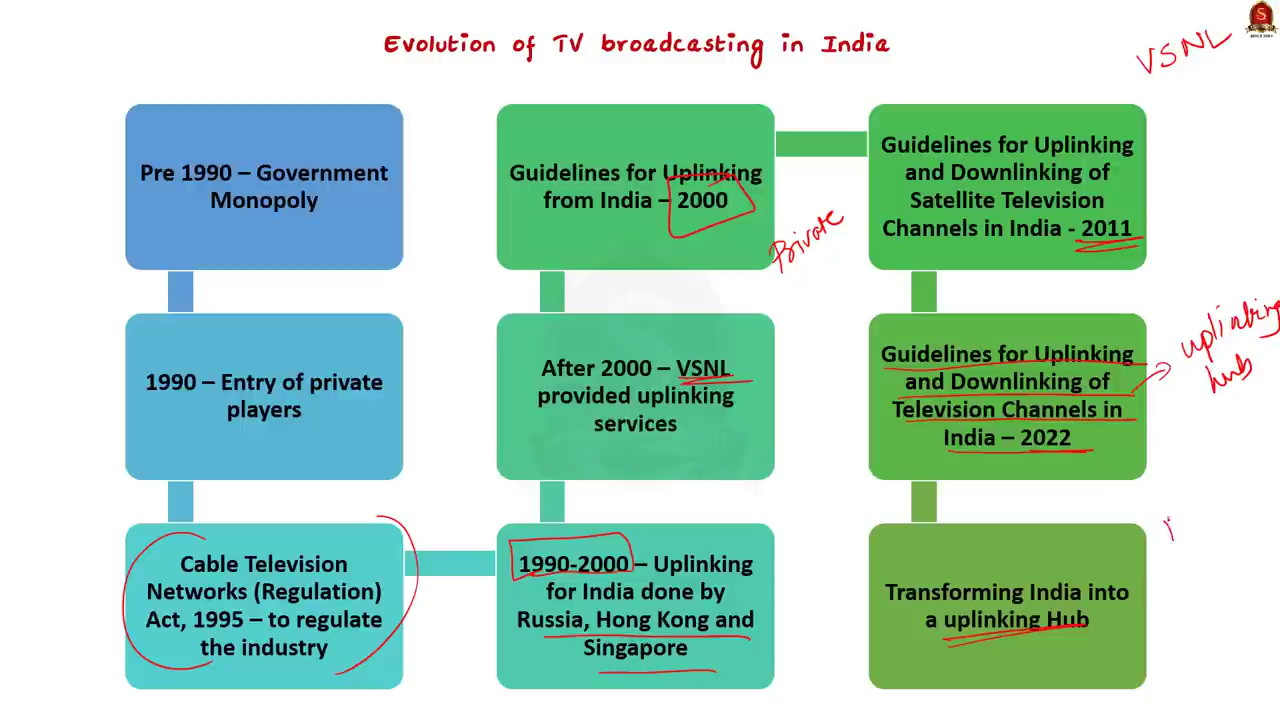 Evolution of TV broadcasting in India
VSNL
Pre 1990 – Government
Monopoly
1990 – Entry of private
players
Cable Television
Networks (Regulation)
Act, 1995 – to regulate
the industry
1990-2000 – Uplinking
for India done by
Russia, Hong Kong and
Singapore
After 2000 – VSNL
provided uplinking
services
Guidelines for Uplinking
from India – 2000
Private
Guidelines for Uplinking
and Downlinking of
Satellite Television
Channels in India - 2011
Guidelines for Uplinking
and Downlinking of
Television Channels in
India – 2022
uplinking
hub
Transforming India into
a uplinking Hub